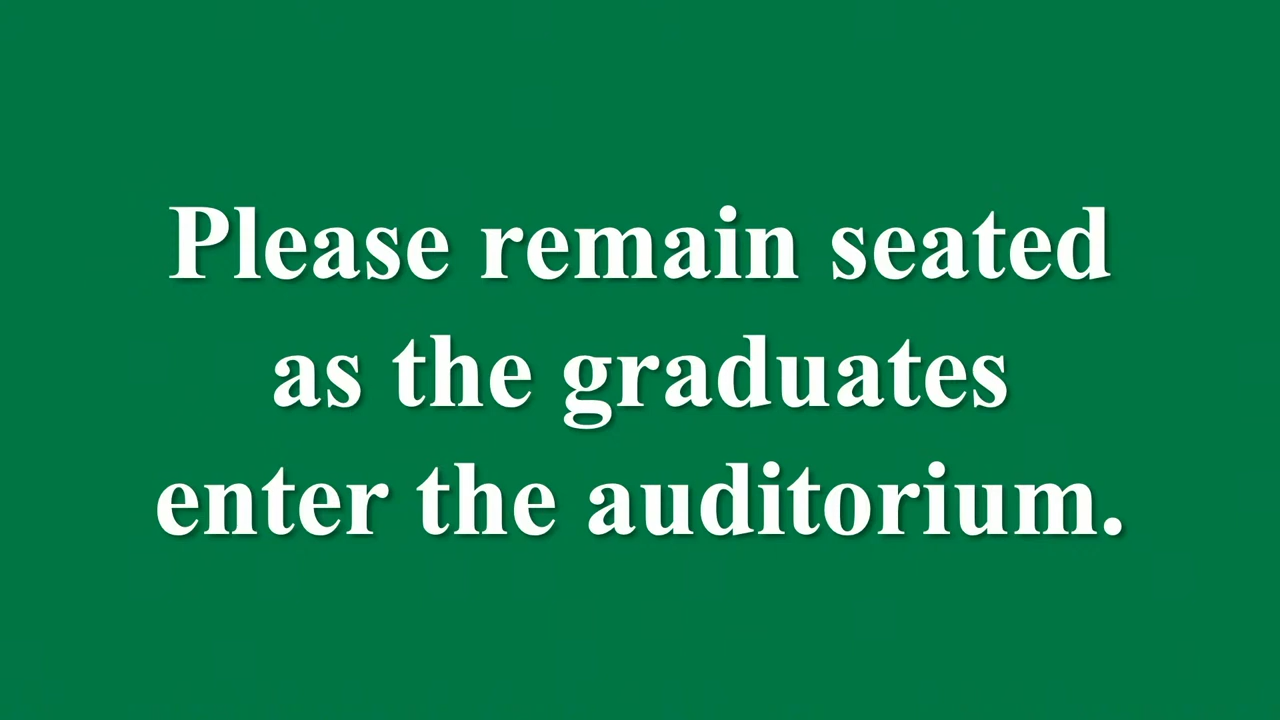 Please remain seated
as the graduates
enter the auditorium.